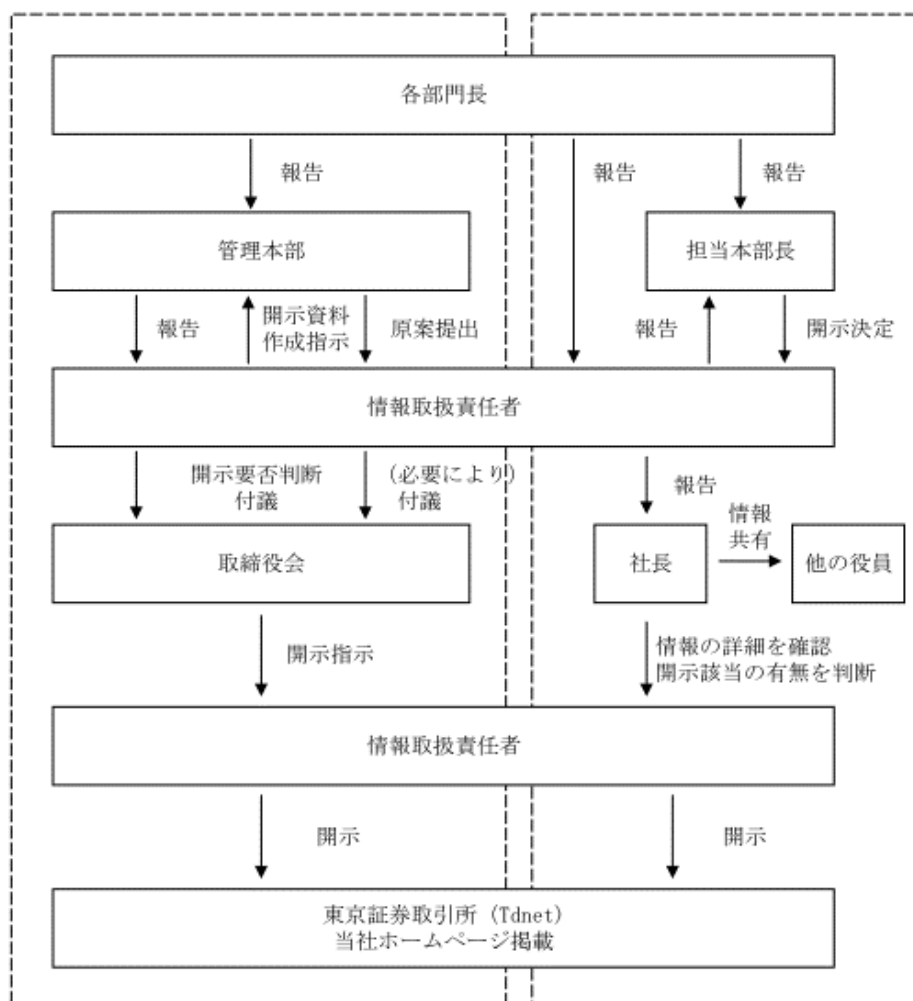 各部門長
報告
報告
報告
管理本部
担当本部長
報告
開示資料
作成指示
原案提出
報告
開示決定
情報取扱責任者
開示要否判断
付議
(必要により)
付議
報告
情報
共有
取締役会
社長
他の役員
開示指示
情報の詳細を確認
開示該当の有無を判断
情報取扱責任者
開示
開示
東京証券取引所 (Tdnet)
当社ホームページ掲載